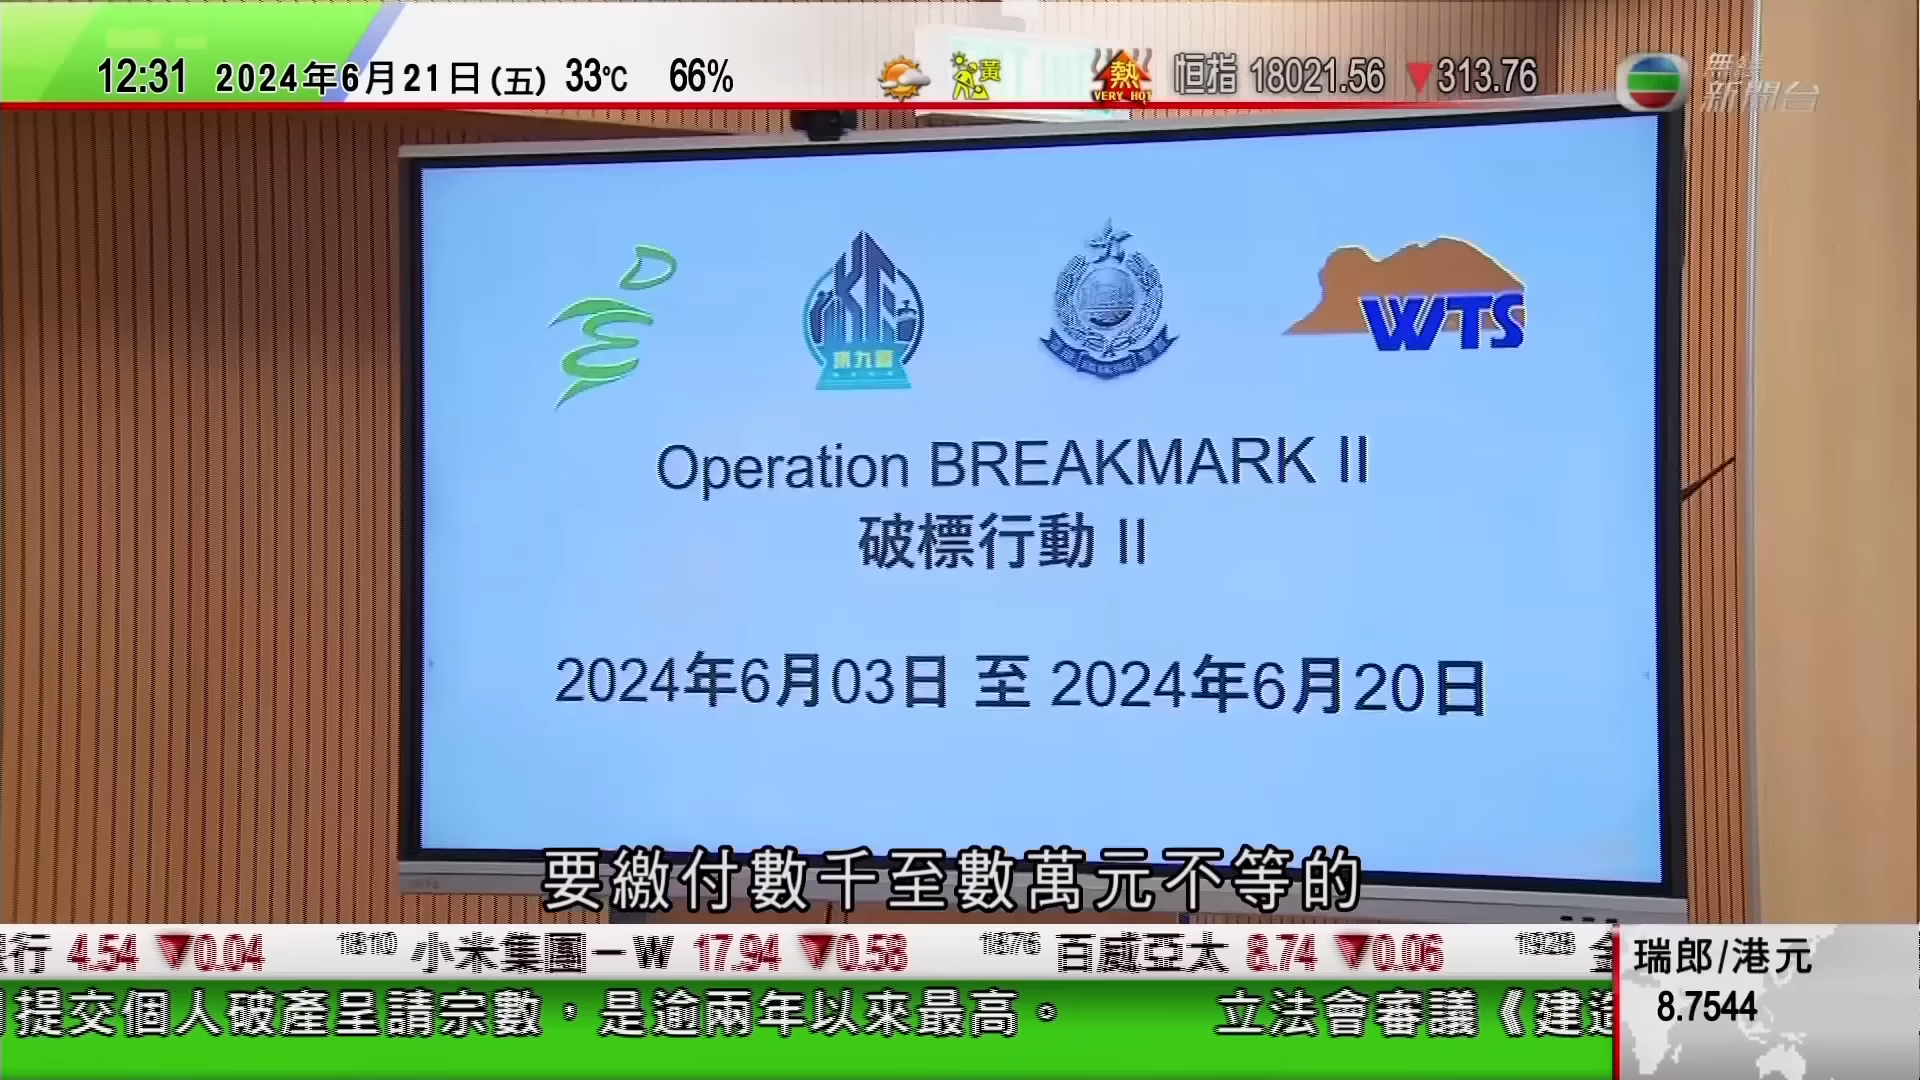 12:31 2024年6月21日(五) 33℃ 66% 黃 熱 VERY HOT 恒指 18021.56 ▼313.76
無綫
新聞台
WTS
Operation BREAKMARK II
破標行動 II
2024年6月03日 至 2024年6月20日
要繳付數千至數萬元不等的
行 4.54 ▼0.04 1810 小米集團－W 17.94 ▼0.58 1876 百威亞太 8.74 ▼0.06 1928
瑞郎/港元
8.7544
提交個人破產呈請宗數，是逾兩年以來最高。 立法會審議《建造